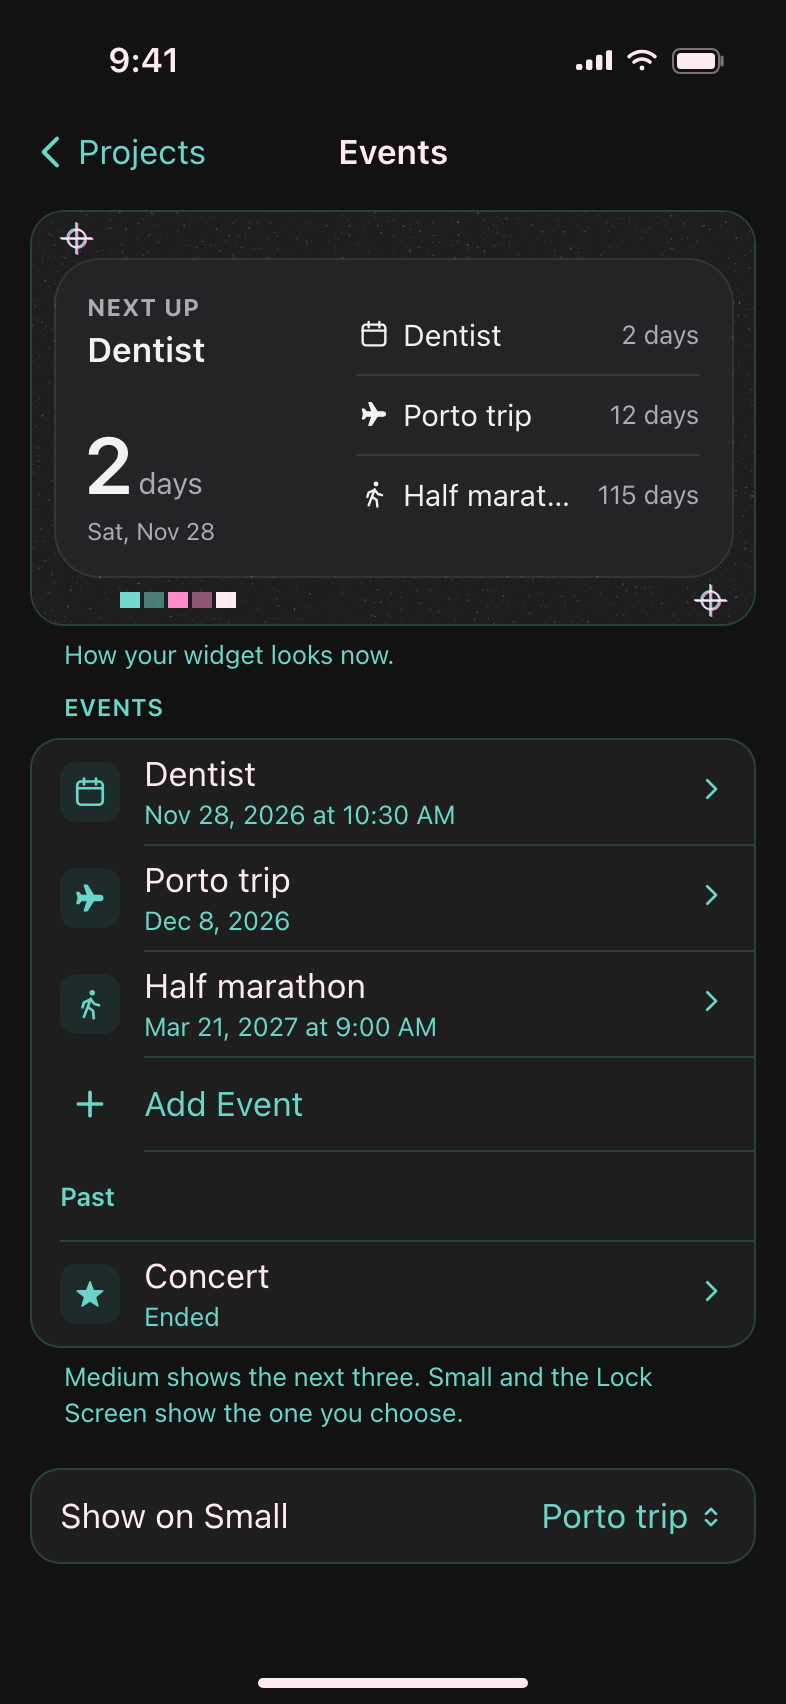 9:41
Projects
Events
NEXT UP
Dentist
2 days
Sat, Nov 28
Dentist 2 days
Porto trip 12 days
Half marat... 115 days
How your widget looks now.
EVENTS
Dentist
Nov 28, 2026 at 10:30 AM
Porto trip
Dec 8, 2026
Half marathon
Mar 21, 2027 at 9:00 AM
Add Event
Past
Concert
Ended
Medium shows the next three. Small and the Lock
Screen show the one you choose.
Show on Small Porto trip